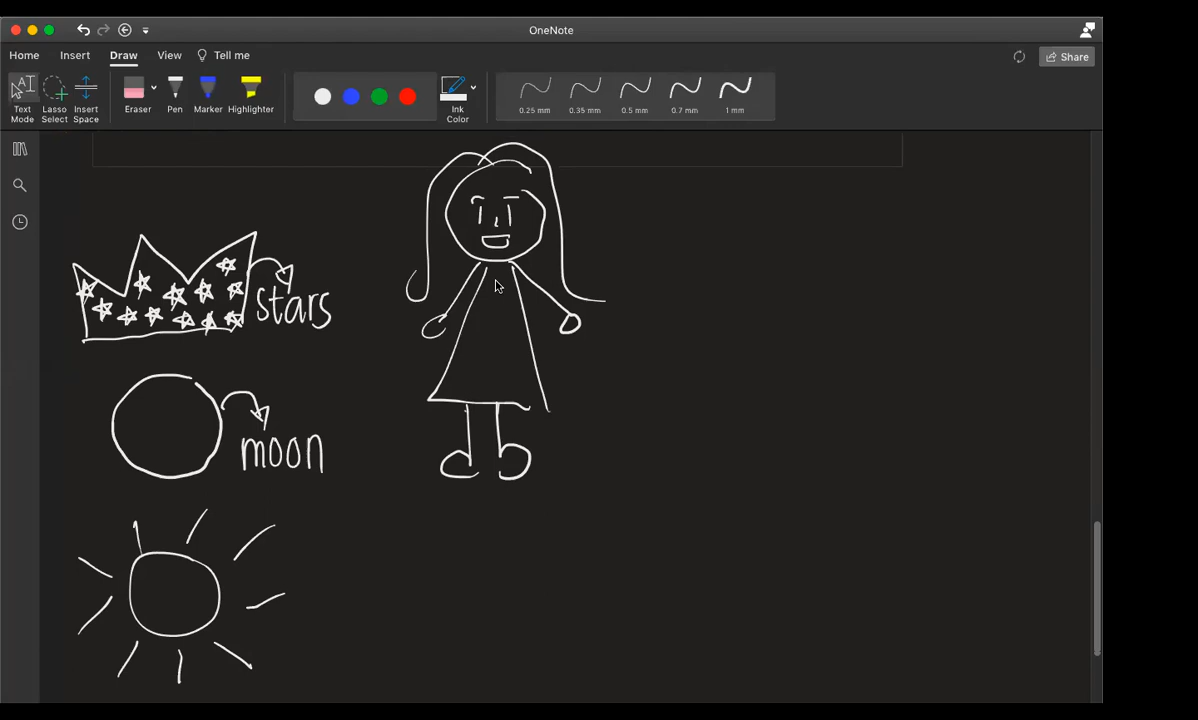 OneNote
Home Insert Draw View Tell me
Share
Text Mode
Lasso Select
Insert Space
Eraser
Pen
Marker
Highlighter
Ink Color
0.25 mm
0.35 mm
0.5 mm
0.7 mm
1 mm
stars
moon